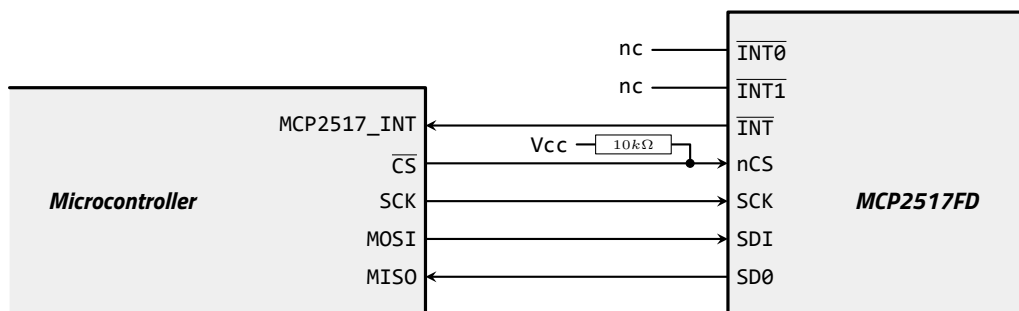 nc INT0
nc INT1
MCP2517_INT INT
Vcc 10kΩ
CS nCS
Microcontroller SCK SCK MCP2517FD
MOSI SDI
MISO SD0